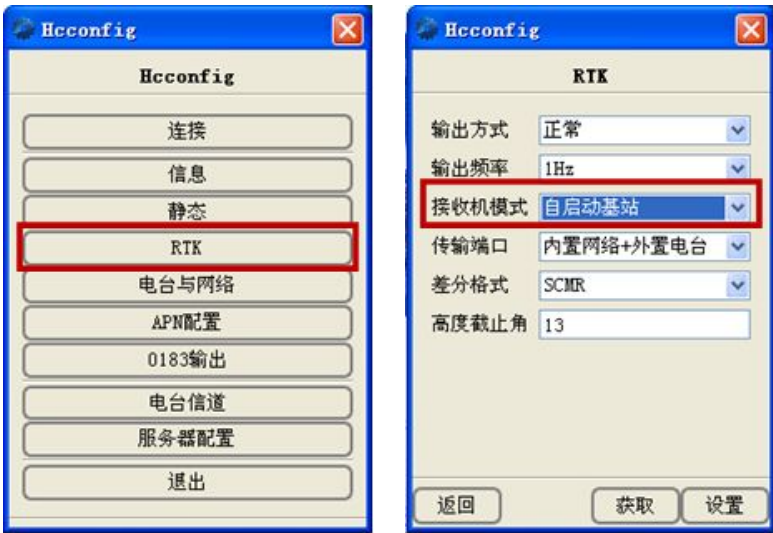 Hcconfig
Hcconfig
连接
信息
静态
RTK
电台与网络
APN配置
0183输出
电台信道
服务器配置
退出
Hcconfig
RTK
输出方式 正常
输出频率 1Hz
接收机模式 自启动基站
传输端口 内置网络+外置电台
差分格式 SCMR
高度截止角 13
返回 获取 设置